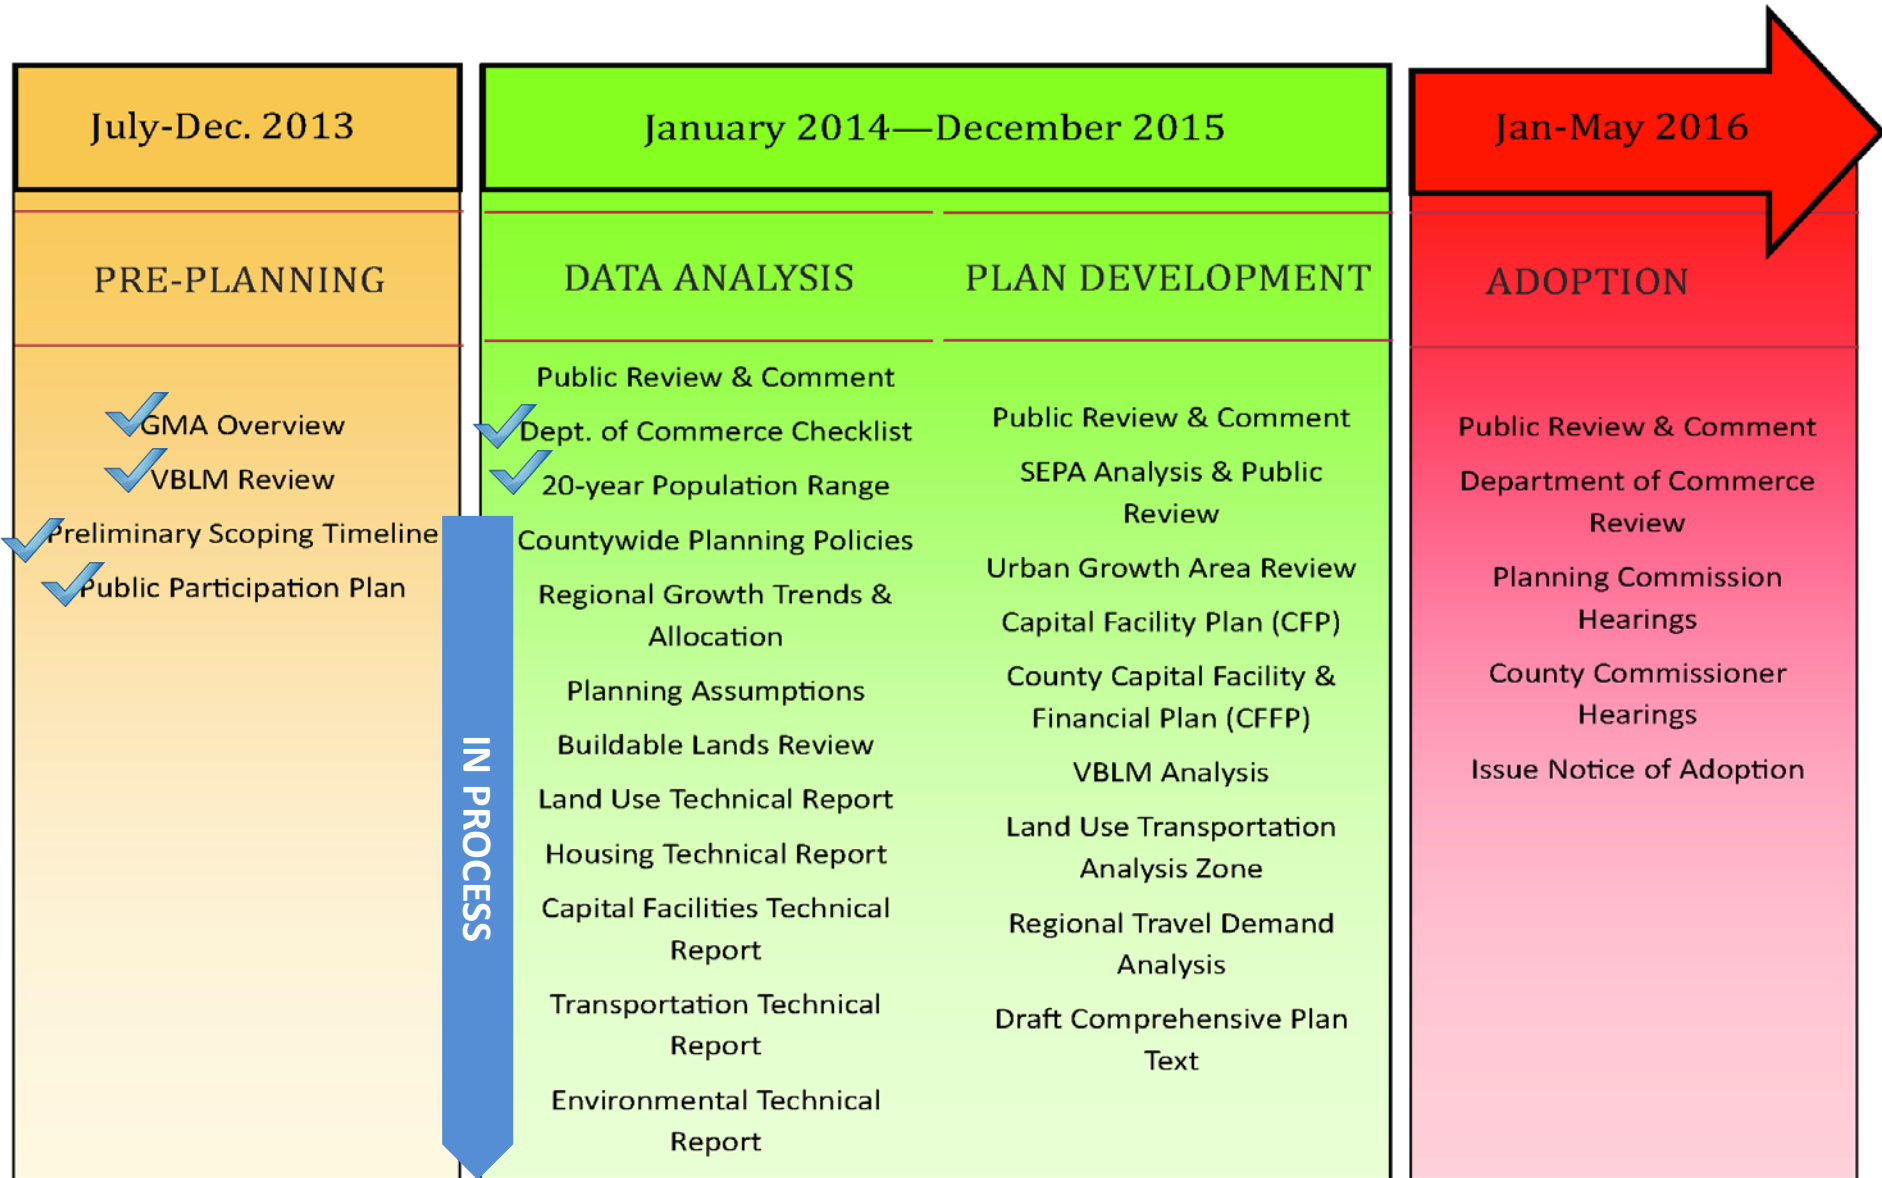 July-Dec. 2013
January 2014—December 2015
Jan-May 2016
PRE-PLANNING
GMA Overview
VBLM Review
Preliminary Scoping Timeline
Public Participation Plan
IN PROCESS
DATA ANALYSIS
Public Review & Comment
Dept. of Commerce Checklist
20-year Population Range
Countywide Planning Policies
Regional Growth Trends &
Allocation
Planning Assumptions
Buildable Lands Review
Land Use Technical Report
Housing Technical Report
Capital Facilities Technical
Report
Transportation Technical
Report
Environmental Technical
Report
PLAN DEVELOPMENT
Public Review & Comment
SEPA Analysis & Public
Review
Urban Growth Area Review
Capital Facility Plan (CFP)
County Capital Facility &
Financial Plan (CFFP)
VBLM Analysis
Land Use Transportation
Analysis Zone
Regional Travel Demand
Analysis
Draft Comprehensive Plan
Text
ADOPTION
Public Review & Comment
Department of Commerce
Review
Planning Commission
Hearings
County Commissioner
Hearings
Issue Notice of Adoption